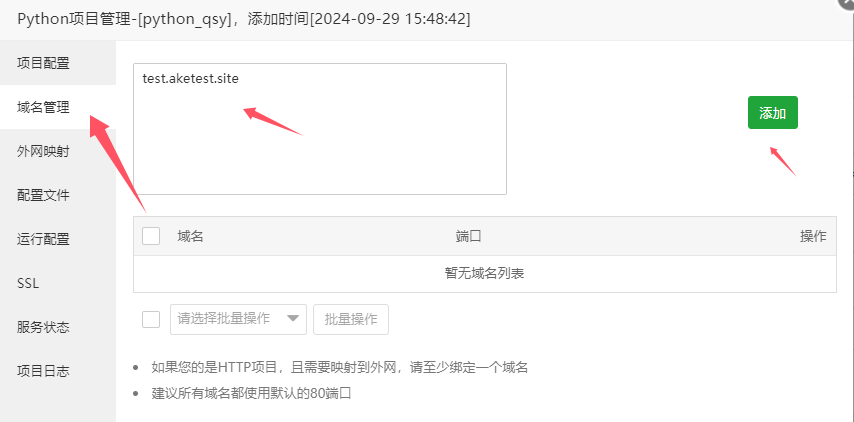 Python项目管理-[python_qsy]，添加时间[2024-09-29 15:48:42]
项目配置
域名管理
外网映射
配置文件
运行配置
SSL
服务状态
项目日志
test.aketest.site
添加
域名 端口 操作
暂无域名列表
请选择批量操作 批量操作
如果您的是HTTP项目，且需要映射到外网，请至少绑定一个域名
建议所有域名都使用默认的80端口